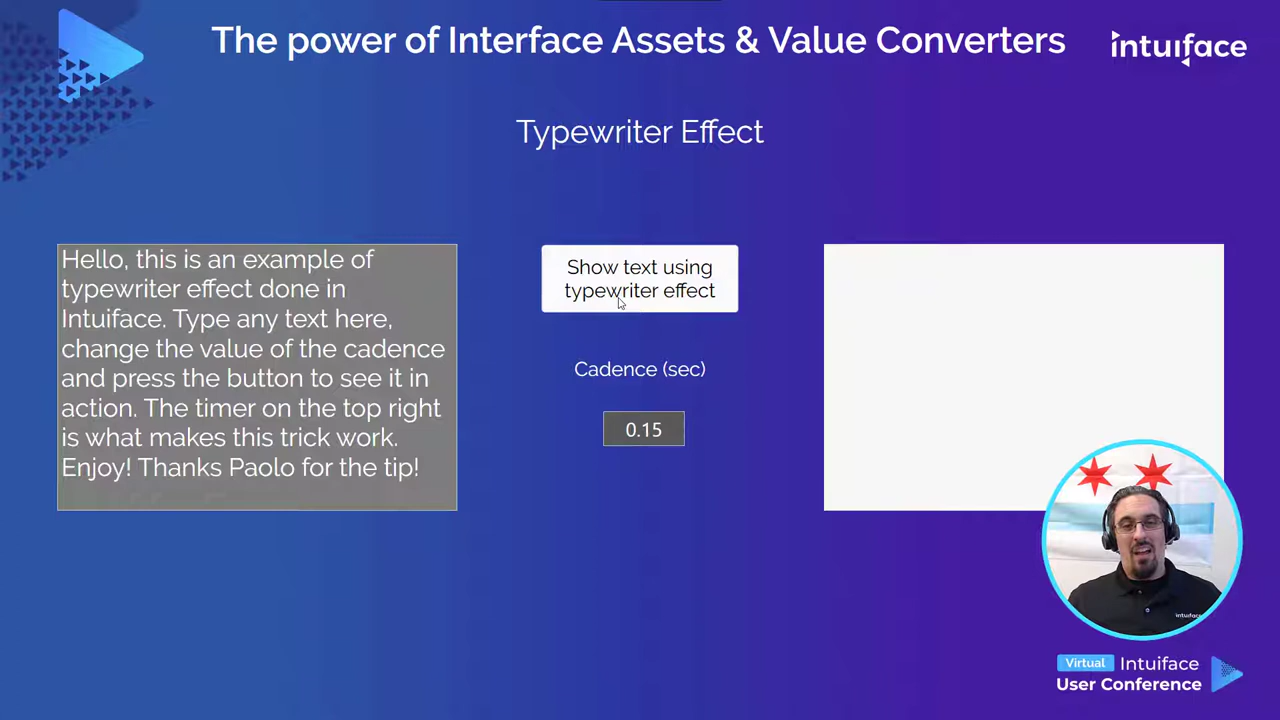 The power of Interface Assets & Value Converters
intuıface
Typewriter Effect
Hello, this is an example of
typewriter effect done in
Intuiface. Type any text here,
change the value of the cadence
and press the button to see it in
action. The timer on the top right
is what makes this trick work.
Enjoy! Thanks Paolo for the tip!
Show text using
typewriter effect
Cadence (sec)
0.15
intuıface
Virtual Intuiface
User Conference